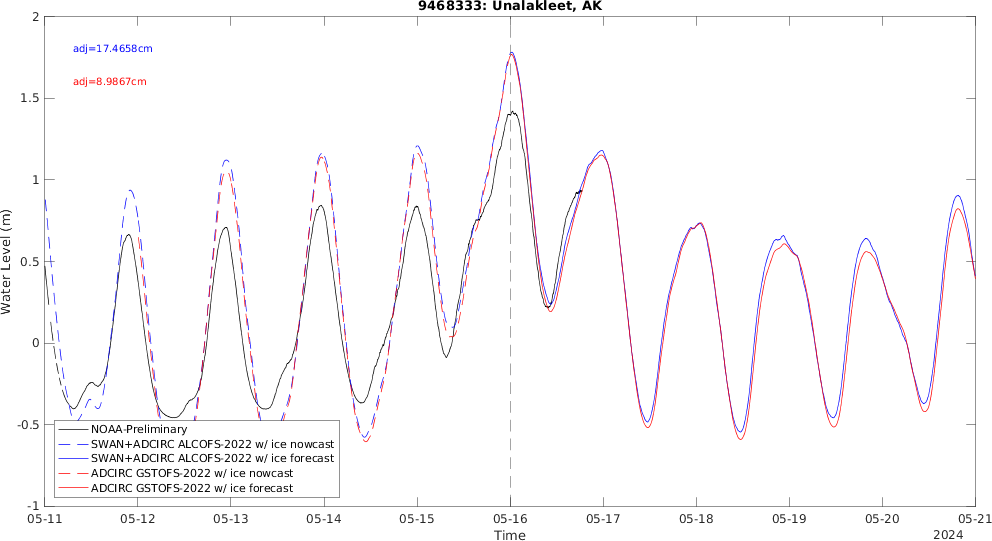 9468333: Unalakleet, AK
2
adj=17.4658cm
adj=8.9867cm
1.5
1
0.5
0
-0.5
-1
Water Level (m)
NOAA-Preliminary
SWAN+ADCIRC ALCOFS-2022 w/ ice nowcast
SWAN+ADCIRC ALCOFS-2022 w/ ice forecast
ADCIRC GSTOFS-2022 w/ ice nowcast
ADCIRC GSTOFS-2022 w/ ice forecast
05-11 05-12 05-13 05-14 05-15 05-16 05-17 05-18 05-19 05-20 05-21
Time
2024